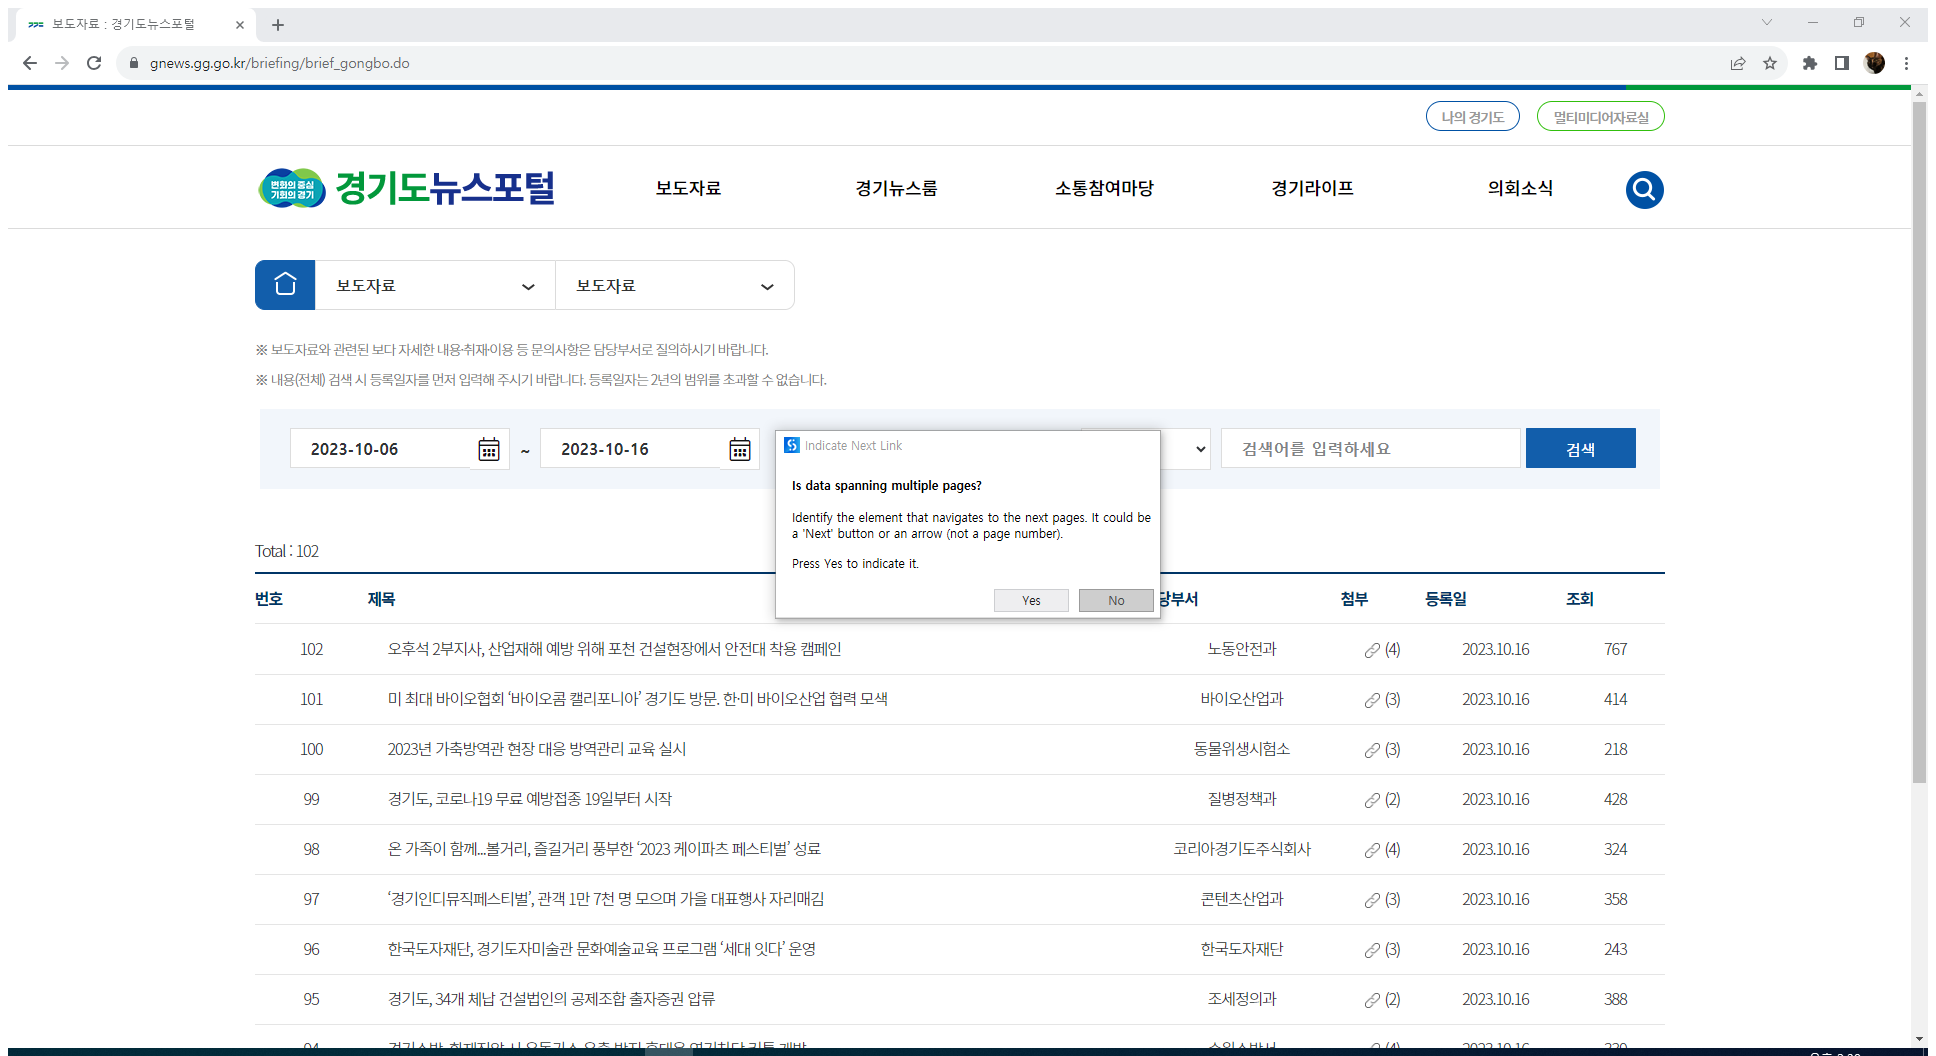 보도자료 : 경기도뉴스포털
gnews.gg.go.kr/briefing/brief_gongbo.do
나의 경기도 멀티미디어자료실
변화의 중심
기회의 경기
경기도뉴스포털 보도자료 경기뉴스룸 소통참여마당 경기라이프 의회소식
보도자료 보도자료
※ 보도자료와 관련된 보다 자세한 내용·취재·이용 등 문의사항은 담당부서로 질의하시기 바랍니다.
※ 내용(전체) 검색 시 등록일자를 먼저 입력해 주시기 바랍니다. 등록일자는 2년의 범위를 초과할 수 없습니다.
2023-10-06 ~ 2023-10-16 검색어를 입력하세요 검색
Indicate Next Link
Is data spanning multiple pages?
Identify the element that navigates to the next pages. It could be
a 'Next' button or an arrow (not a page number).
Press Yes to indicate it.
Yes No
Total : 102
번호 제목 당부서 첨부 등록일 조회
102 오후석 2부지사, 산업재해 예방 위해 포천 건설현장에서 안전대 착용 캠페인 노동안전과 (4) 2023.10.16 767
101 미 최대 바이오협회 ‘바이오콤 캘리포니아’ 경기도 방문. 한·미 바이오산업 협력 모색 바이오산업과 (3) 2023.10.16 414
100 2023년 가축방역관 현장 대응 방역관리 교육 실시 동물위생시험소 (3) 2023.10.16 218
99 경기도, 코로나19 무료 예방접종 19일부터 시작 질병정책과 (2) 2023.10.16 428
98 온 가족이 함께...볼거리, 즐길거리 풍부한 ‘2023 케이파츠 페스티벌’ 성료 코리아경기도주식회사 (4) 2023.10.16 324
97 ‘경기인디뮤직페스티벌’, 관객 1만 7천 명 모으며 가을 대표행사 자리매김 콘텐츠산업과 (3) 2023.10.16 358
96 한국도자재단, 경기도자미술관 문화예술교육 프로그램 ‘세대 잇다’ 운영 한국도자재단 (3) 2023.10.16 243
95 경기도, 34개 체납 건설법인의 공제조합 출자증권 압류 조세정의과 (2) 2023.10.16 388